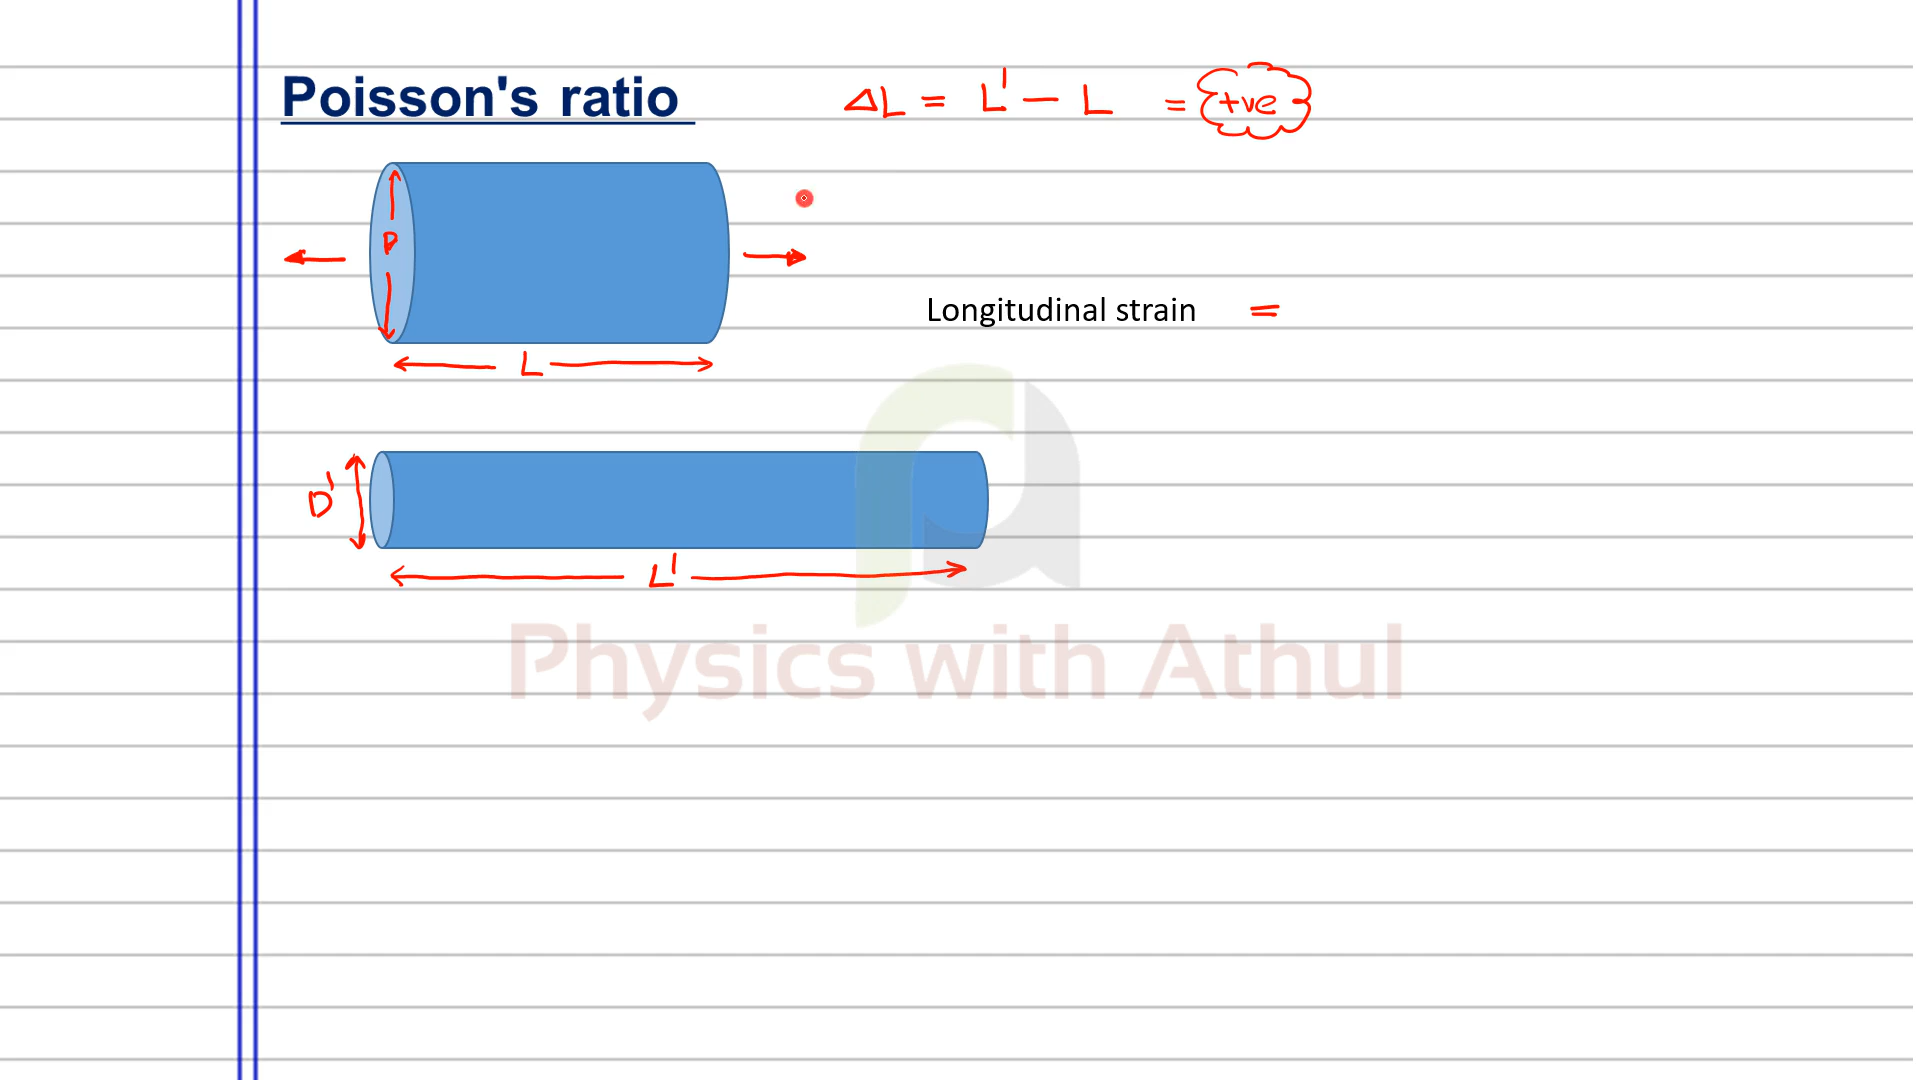 Poisson's ratio
ΔL = L' - L = +ve
D
Longitudinal strain =
L
D'
L'
Physics with Athul